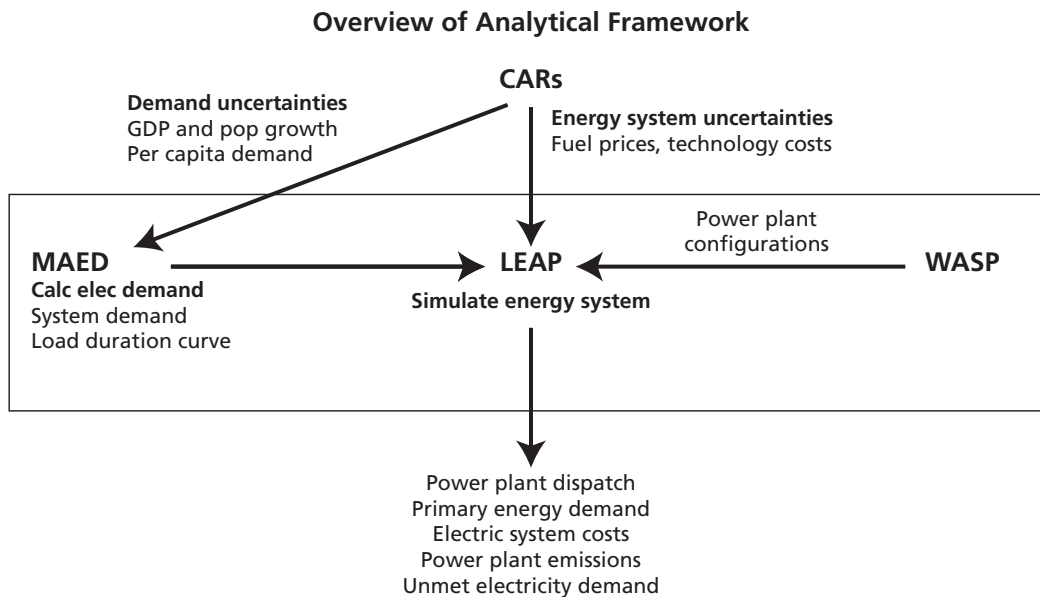 Overview of Analytical Framework
CARs
Demand uncertainties
GDP and pop growth
Per capita demand
Energy system uncertainties
Fuel prices, technology costs
Power plant
configurations
MAED
Calc elec demand
System demand
Load duration curve
LEAP
Simulate energy system
WASP
Power plant dispatch
Primary energy demand
Electric system costs
Power plant emissions
Unmet electricity demand